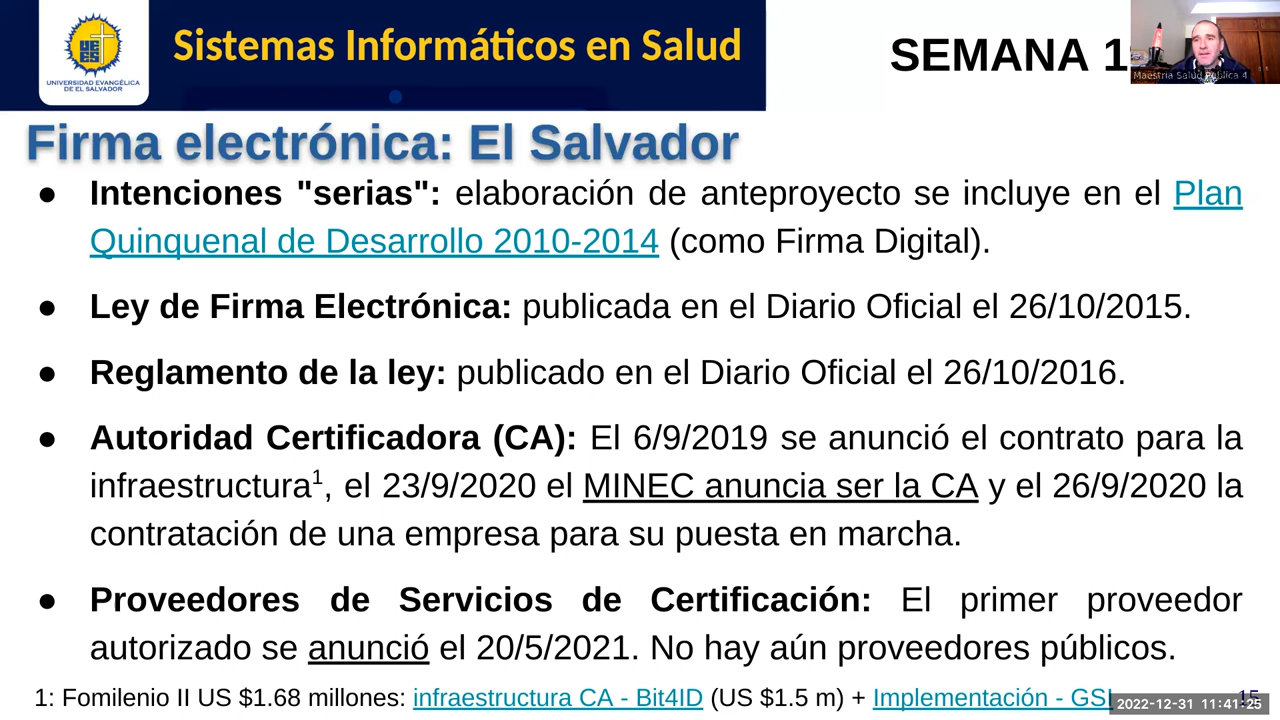 Sistemas Informáticos en Salud
UNIVERSIDAD EVANGÉLICA
DE EL SALVADOR
SEMANA 1
Maestría Salud Pública 4
Firma electrónica: El Salvador
● Intenciones "serias": elaboración de anteproyecto se incluye en el Plan
Quinquenal de Desarrollo 2010-2014 (como Firma Digital).
● Ley de Firma Electrónica: publicada en el Diario Oficial el 26/10/2015.
● Reglamento de la ley: publicado en el Diario Oficial el 26/10/2016.
● Autoridad Certificadora (CA): El 6/9/2019 se anunció el contrato para la
infraestructura1, el 23/9/2020 el MINEC anuncia ser la CA y el 26/9/2020 la
contratación de una empresa para su puesta en marcha.
● Proveedores de Servicios de Certificación: El primer proveedor
autorizado se anunció el 20/5/2021. No hay aún proveedores públicos.
1: Fomilenio II US $1.68 millones: infraestructura CA - Bit4ID (US $1.5 m) + Implementación - GSI
15
2022-12-31 11:41:25